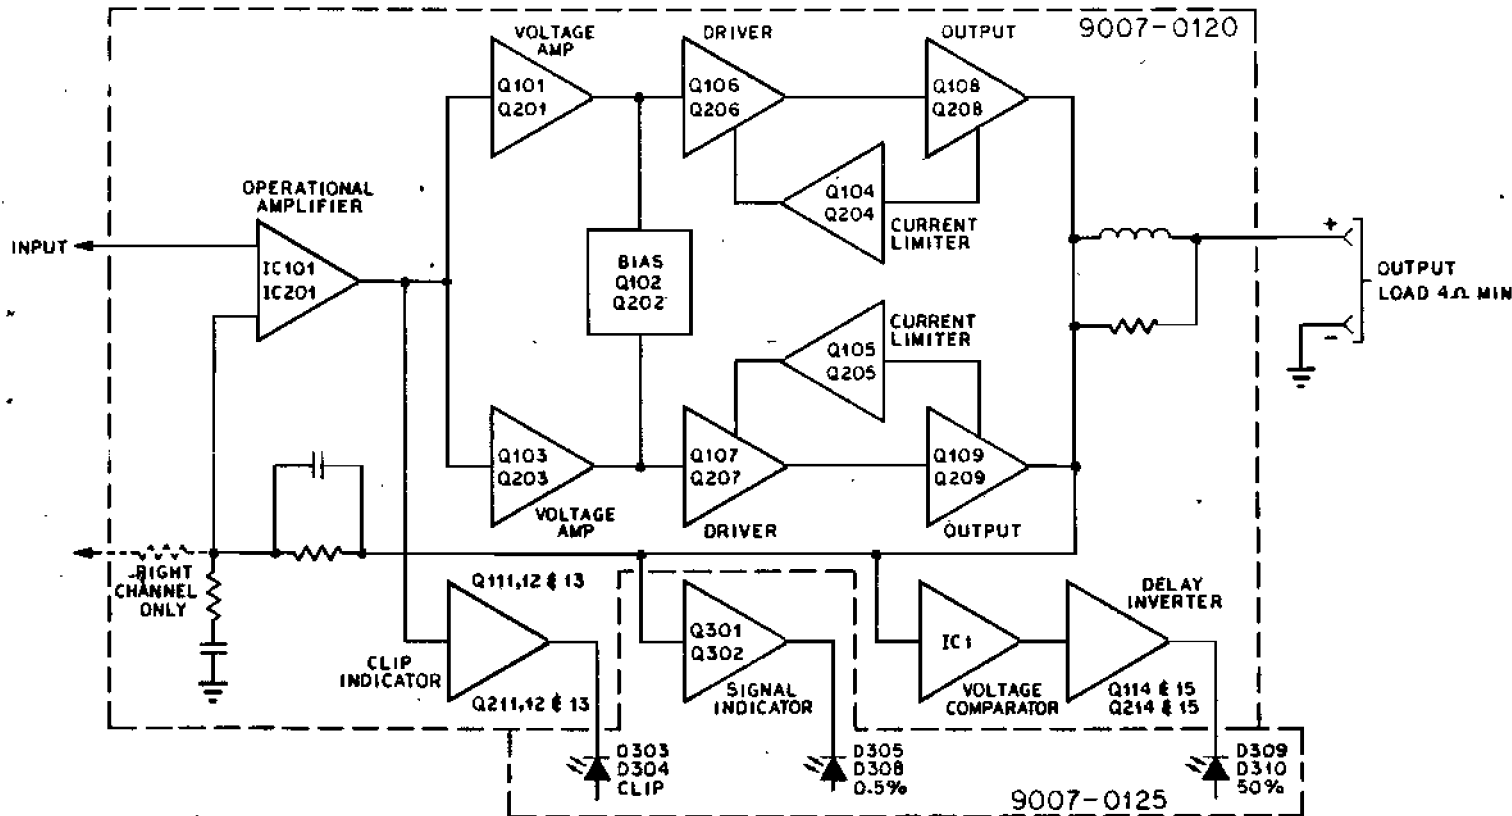 9007-0120
VOLTAGE
AMP
DRIVER
OUTPUT
Q101
Q201
Q106
Q206
Q108
Q208
OPERATIONAL
AMPLIFIER
INPUT
IC101
IC201
Q104
Q204
CURRENT
LIMITER
BIAS
Q102
Q202
+
OUTPUT
LOAD 4Ω MIN
-
CURRENT
LIMITER
Q105
Q205
Q103
Q203
Q107
Q207
Q109
Q209
VOLTAGE
AMP
DRIVER
OUTPUT
RIGHT
CHANNEL
ONLY
Q111,12 & 13
CLIP
INDICATOR
Q211,12 & 13
Q301
Q302
SIGNAL
INDICATOR
IC1
VOLTAGE
COMPARATOR
DELAY
INVERTER
Q114 & 15
Q214 & 15
D303
D304
CLIP
D305
D308
0.5%
D309
D310
50%
9007-0125